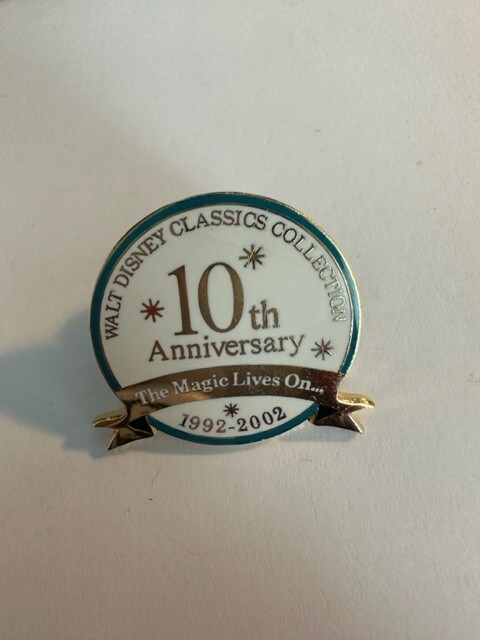 WALT DISNEY CLASSICS COLLECTION
10th
Anniversary
The Magic Lives On...
1992-2002